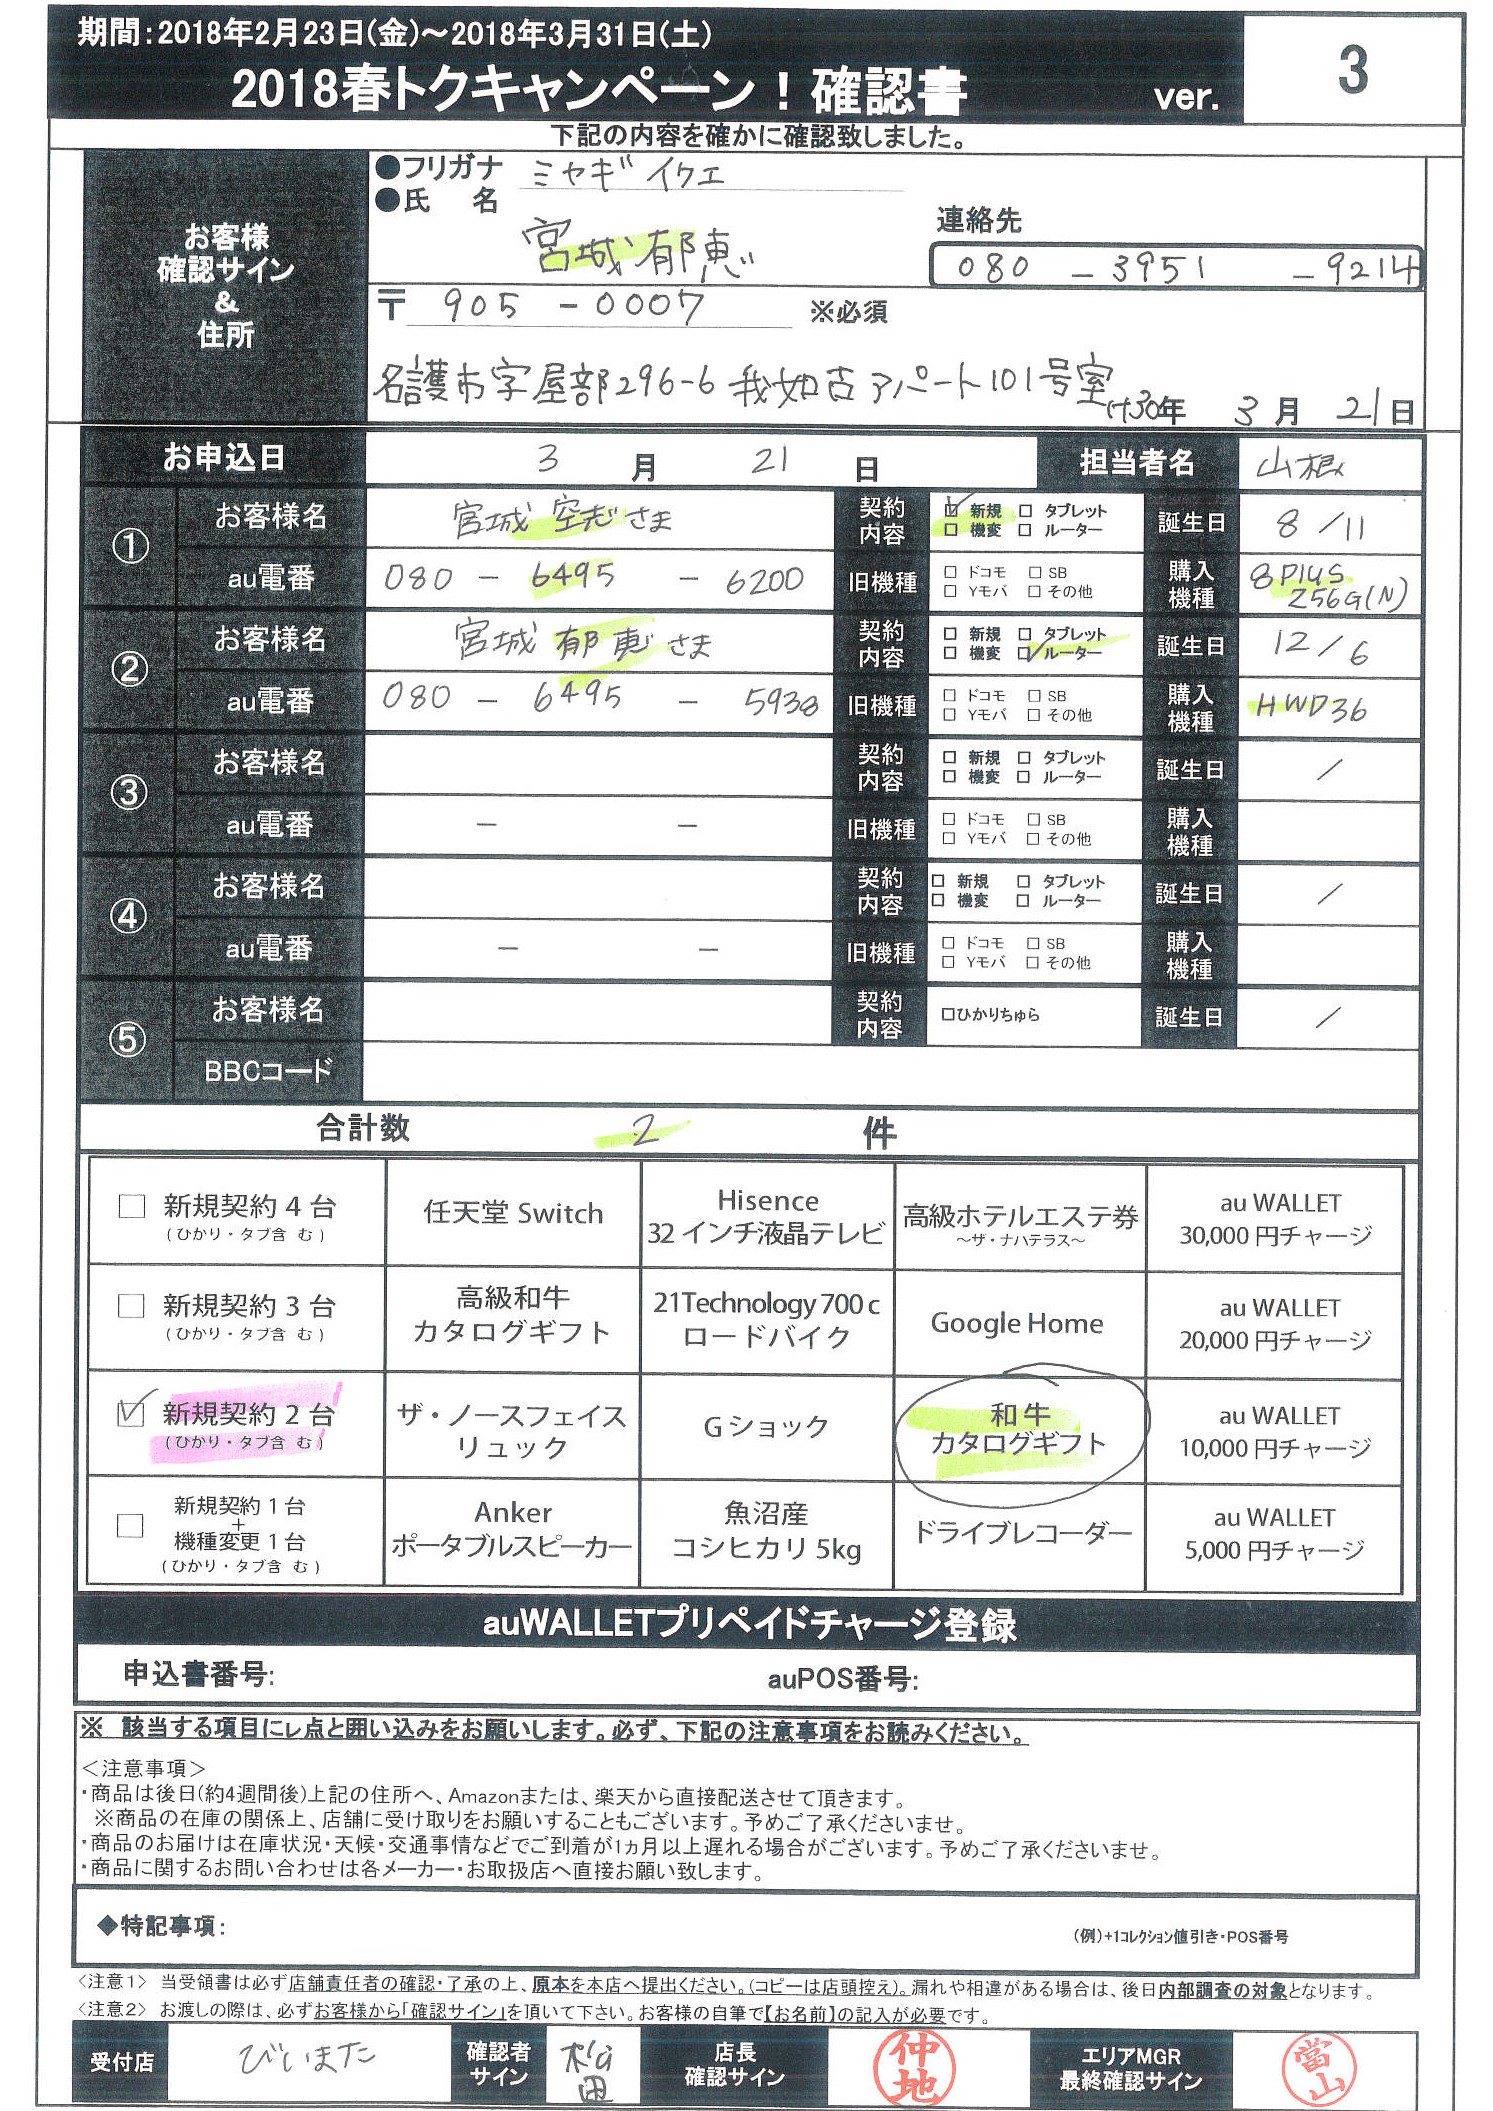 期間:2018年2月23日(金)～2018年3月31日(土)
2018春トクキャンペーン！確認書 ver. 3
下記の内容を確かに確認致しました。
お客様
確認サイン
&
住所
●フリガナ ミヤギ イクエ
●氏 名 宮城 郁恵
連絡先
080 - 3951 - 9214
〒 905 - 0007 ※必須
名護市字屋部296-6 我如古アパート101号室
H30年 3月 21日
お申込日 3 月 21 日 担当者名 山根
① お客様名 宮城 空志 さま 契約内容 ☑ 新規 □ タブレット □ 機変 □ ルーター 誕生日 8/11
au電番 080 - 6495 - 6200 旧機種 □ ドコモ □ SB □ Yモバ □ その他 購入機種 8Plus 256G(N)
② お客様名 宮城 郁恵 さま 契約内容 □ 新規 □ タブレット □ 機変 ☑ ルーター 誕生日 12/6
au電番 080 - 6495 - 5938 旧機種 □ ドコモ □ SB □ Yモバ □ その他 購入機種 HWD36
③ お客様名 契約内容 □ 新規 □ タブレット □ 機変 □ ルーター 誕生日 /
au電番 - - 旧機種 □ ドコモ □ SB □ Yモバ □ その他 購入機種
④ お客様名 契約内容 □ 新規 □ タブレット □ 機変 □ ルーター 誕生日 /
au電番 - - 旧機種 □ ドコモ □ SB □ Yモバ □ その他 購入機種
⑤ お客様名 契約内容 □ひかりちゅら 誕生日 /
BBCコード
合計数 2 件
□ 新規契約 4 台 (ひかり・タブ含 む) 任天堂 Switch Hisence 32 インチ液晶テレビ 高級ホテルエステ券 ～ザ・ナハテラス～ au WALLET 30,000 円チャージ
□ 新規契約 3 台 (ひかり・タブ含 む) 高級和牛 カタログギフト 21Technology 700 c ロードバイク Google Home au WALLET 20,000 円チャージ
☑ 新規契約 2 台 (ひかり・タブ含 む) ザ・ノースフェイス リュック G ショック 和牛 カタログギフト au WALLET 10,000 円チャージ
□ 新規契約 1 台 + 機種変更 1 台 (ひかり・タブ含 む) Anker ポータブルスピーカー 魚沼産 コシヒカリ 5kg ドライブレコーダー au WALLET 5,000 円チャージ
auWALLETプリペイドチャージ登録
申込書番号: auPOS番号:
※ 該当する項目にレ点と囲い込みをお願いします。必ず、下記の注意事項をお読みください。
＜注意事項＞
・商品は後日(約4週間後)上記の住所へ、Amazonまたは、楽天から直接配送させて頂きます。
※商品の在庫の関係上、店舗に受け取りをお願いすることもございます。予めご了承くださいませ。
・商品のお届けは在庫状況・天候・交通事情などでご到着が1ヵ月以上遅れる場合がございます。予めご了承くださいませ。
・商品に関するお問い合わせは各メーカー・お取扱店へ直接お願い致します。
◆特記事項: (例)+1コレクション値引き・POS番号
<注意1> 当受領書は必ず店舗責任者の確認・了承の上、原本を本店へ提出ください。(コピーは店頭控え)。漏れや相違がある場合は、後日内部調査の対象となります。
<注意2> お渡しの際は、必ずお客様から「確認サイン」を頂いて下さい。お客様の自筆で【お名前】の記入が必要です。
受付店 びいまた 確認者サイン 松田 店長確認サイン 仲地 エリアMGR最終確認サイン 當山